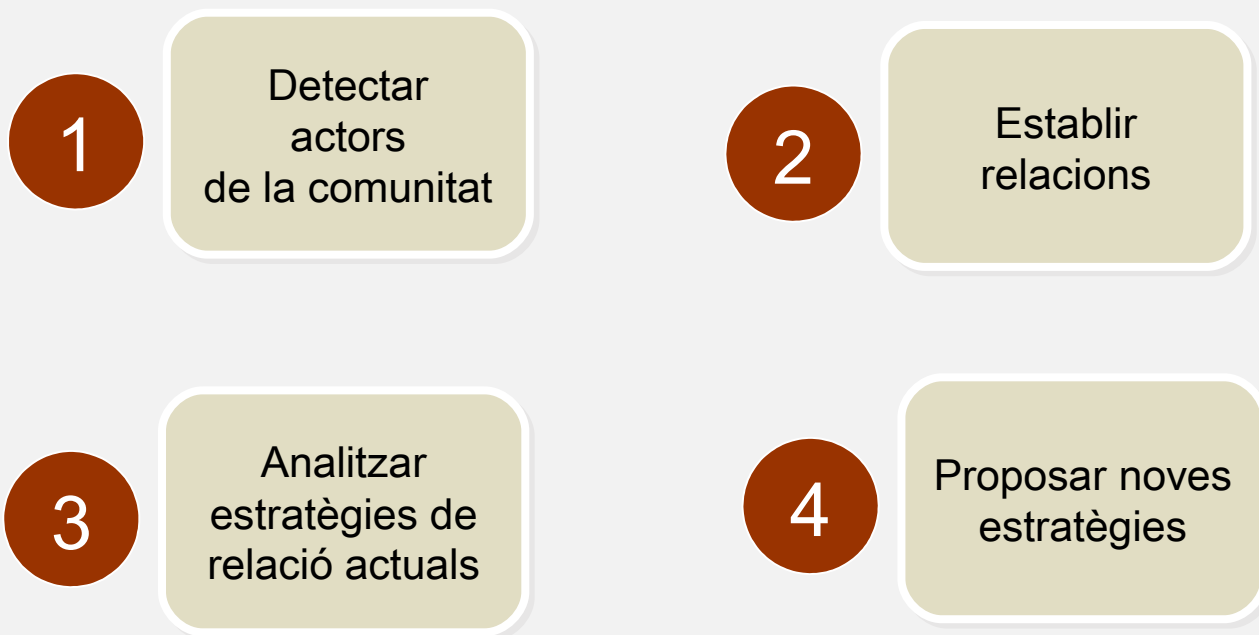 1
Detectar
actors
de la comunitat
2
Establir
relacions
3
Analitzar
estratègies de
relació actuals
4
Proposar noves
estratègies